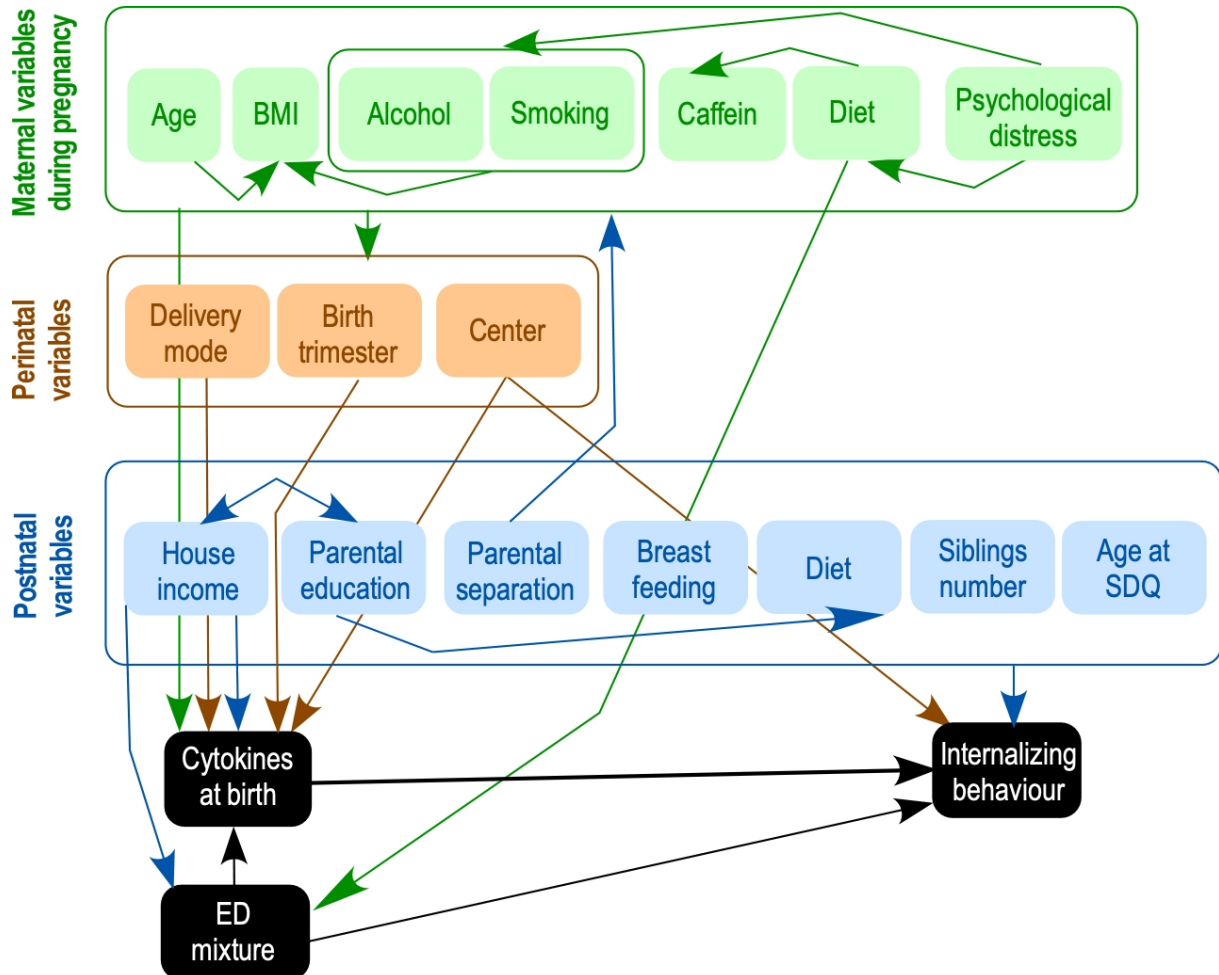 Maternal variables
during pregnancy
Age
BMI
Alcohol
Smoking
Caffein
Diet
Psychological
distress
Perinatal
variables
Delivery
mode
Birth
trimester
Center
Postnatal
variables
House
income
Parental
education
Parental
separation
Breast
feeding
Diet
Siblings
number
Age at
SDQ
Cytokines
at birth
Internalizing
behaviour
ED
mixture